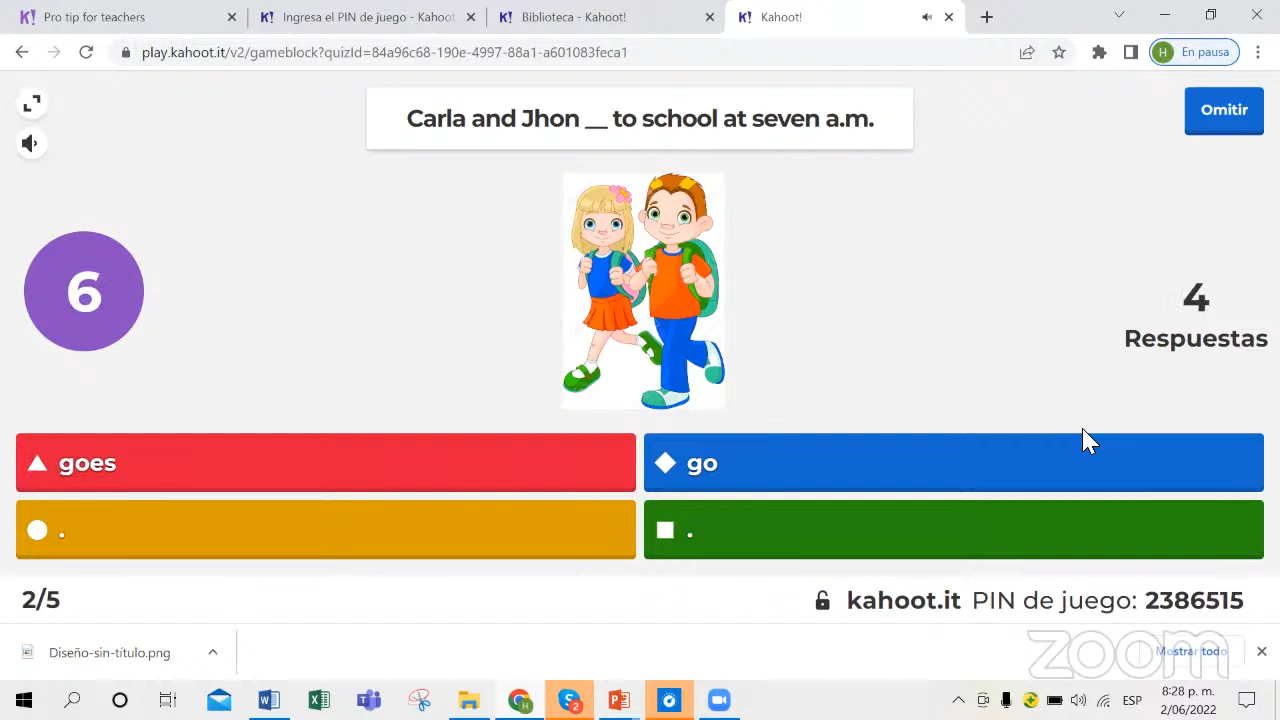 K! Pro tip for teachers
K! Ingresa el PIN de juego - Kahoot
K! Biblioteca - Kahoot!
K! Kahoot!
play.kahoot.it/v2/gameblock?quizId=84a96c68-190e-4997-88a1-a601083feca1
H En pausa
Carla and Jhon __ to school at seven a.m.
Omitir
6
4
Respuestas
goes
go
.
.
2/5
kahoot.it PIN de juego: 2386515
Diseño-sin-título.png
Mostrar todo
zoom
ESP
8:28 p. m.
2/06/2022